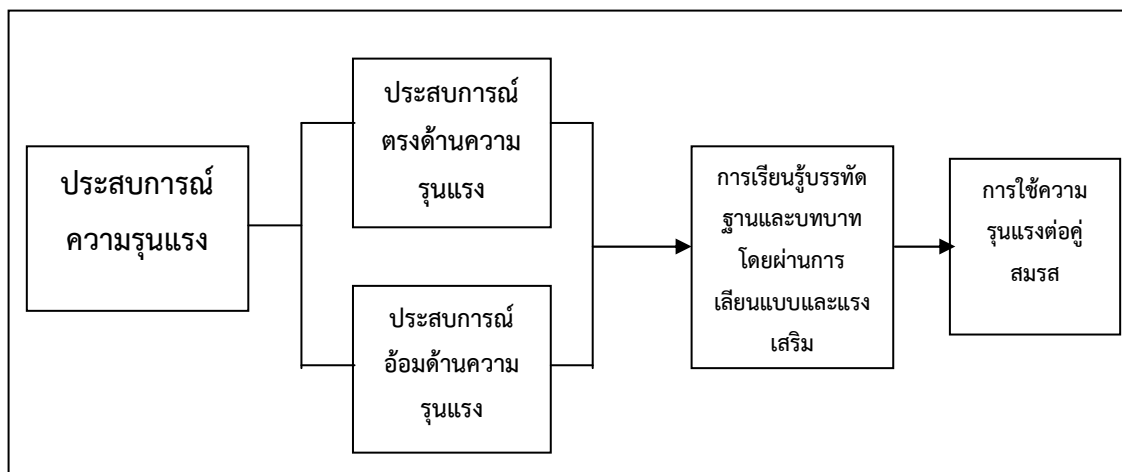 ประสบการณ์
ความรุนแรง
ประสบการณ์
ตรงด้านความ
รุนแรง
ประสบการณ์
อ้อมด้านความ
รุนแรง
การเรียนรู้บรรทัด
ฐานและบทบาท
โดยผ่านการ
เลียนแบบและแรง
เสริม
การใช้ความ
รุนแรงต่อคู่
สมรส